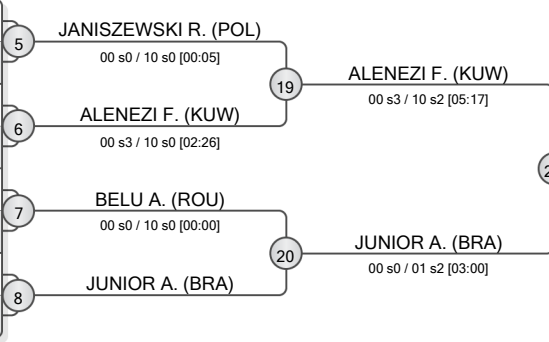 5
JANISZEWSKI R. (POL)
00 s0 / 10 s0 [00:05]
19
ALENEZI F. (KUW)
00 s3 / 10 s2 [05:17]
6
ALENEZI F. (KUW)
00 s3 / 10 s0 [02:26]
7
BELU A. (ROU)
00 s0 / 10 s0 [00:00]
20
JUNIOR A. (BRA)
00 s0 / 01 s2 [03:00]
8
JUNIOR A. (BRA)